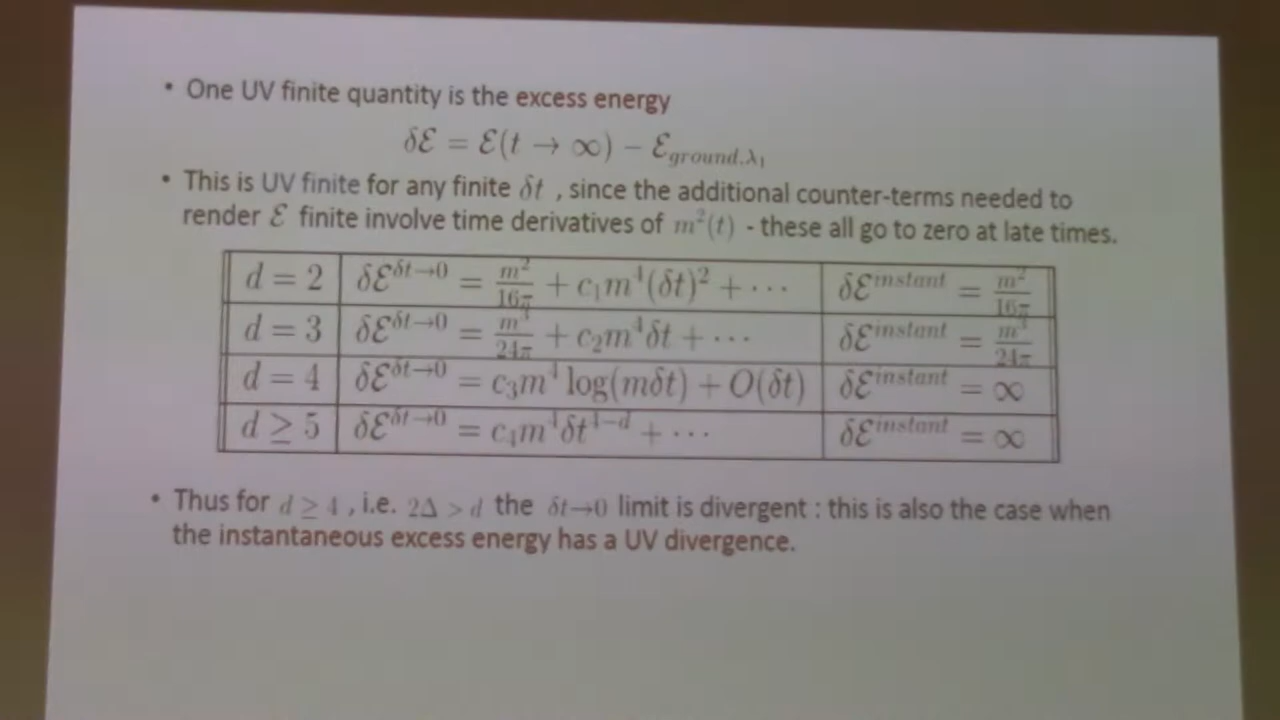 • One UV finite quantity is the excess energy
δℰ = ℰ(t → ∞) − ℰ_{ground,λ₁}
• This is UV finite for any finite δt , since the additional counter-terms needed to
render ℰ finite involve time derivatives of m²(t) - these all go to zero at late times.
d = 2 δℰ^{δt→0} = m²/16π + c₁m⁴(δt)² + ⋯ δℰ^{instant} = m²/16π
d = 3 δℰ^{δt→0} = m³/24π + c₂m⁴δt + ⋯ δℰ^{instant} = m³/24π
d = 4 δℰ^{δt→0} = c₃m⁴ log(mδt) + O(δt) δℰ^{instant} = ∞
d ≥ 5 δℰ^{δt→0} = c₄m⁴δt^{4−d} + ⋯ δℰ^{instant} = ∞
• Thus for d ≥ 4 , i.e. 2Δ > d the δt→0 limit is divergent : this is also the case when
the instantaneous excess energy has a UV divergence.